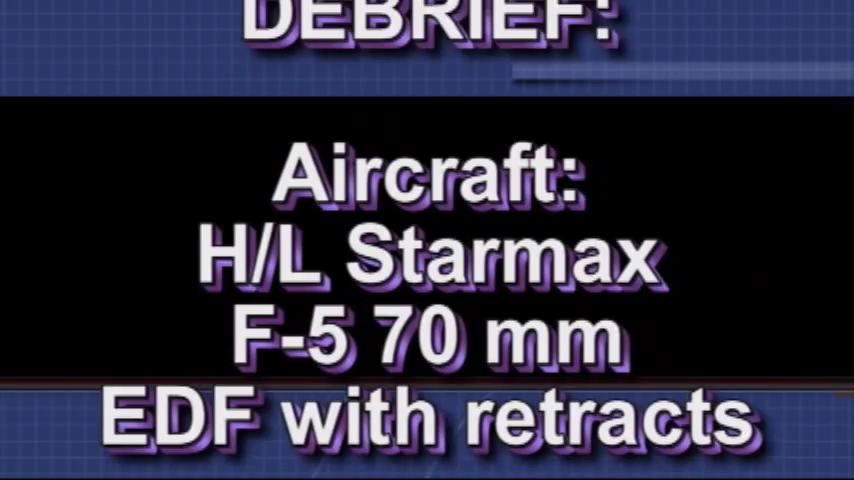 DEBRIEF:
Aircraft:
H/L Starmax
F-5 70 mm
EDF with retracts